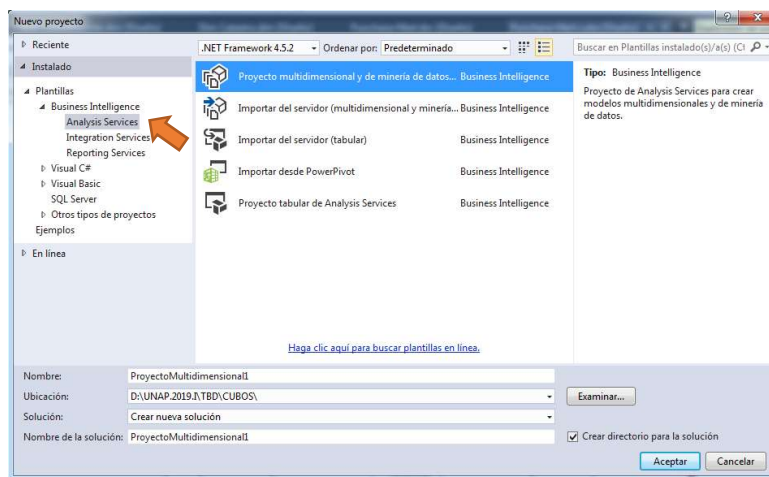 Nuevo proyecto
Reciente
.NET Framework 4.5.2
Ordenar por: Predeterminado
Buscar en Plantillas instalado(s)/a(s) (Ct
Instalado
Plantillas
Business Intelligence
Analysis Services
Integration Services
Reporting Services
Visual C#
Visual Basic
SQL Server
Otros tipos de proyectos
Ejemplos
En línea
Proyecto multidimensional y de minería de datos... Business Intelligence
Importar del servidor (multidimensional y minería... Business Intelligence
Importar del servidor (tabular) Business Intelligence
Importar desde PowerPivot Business Intelligence
Proyecto tabular de Analysis Services Business Intelligence
Haga clic aquí para buscar plantillas en línea.
Tipo: Business Intelligence
Proyecto de Analysis Services para crear
modelos multidimensionales y de minería
de datos.
Nombre: ProyectoMultidimensional1
Ubicación: D:\UNAP.2019.I\TBD\CUBOS\ Examinar...
Solución: Crear nueva solución
Nombre de la solución: ProyectoMultidimensional1 Crear directorio para la solución
Aceptar Cancelar